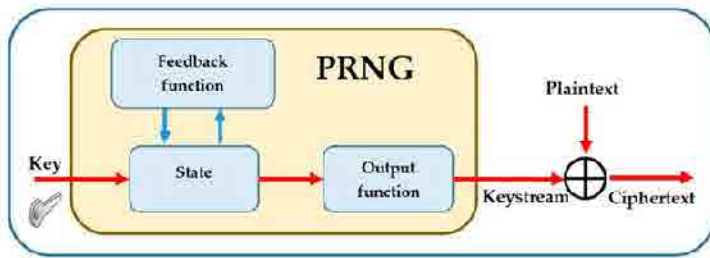 Feedback
function
PRNG
Plaintext
Key
State
Output
function
Keystream
Ciphertext